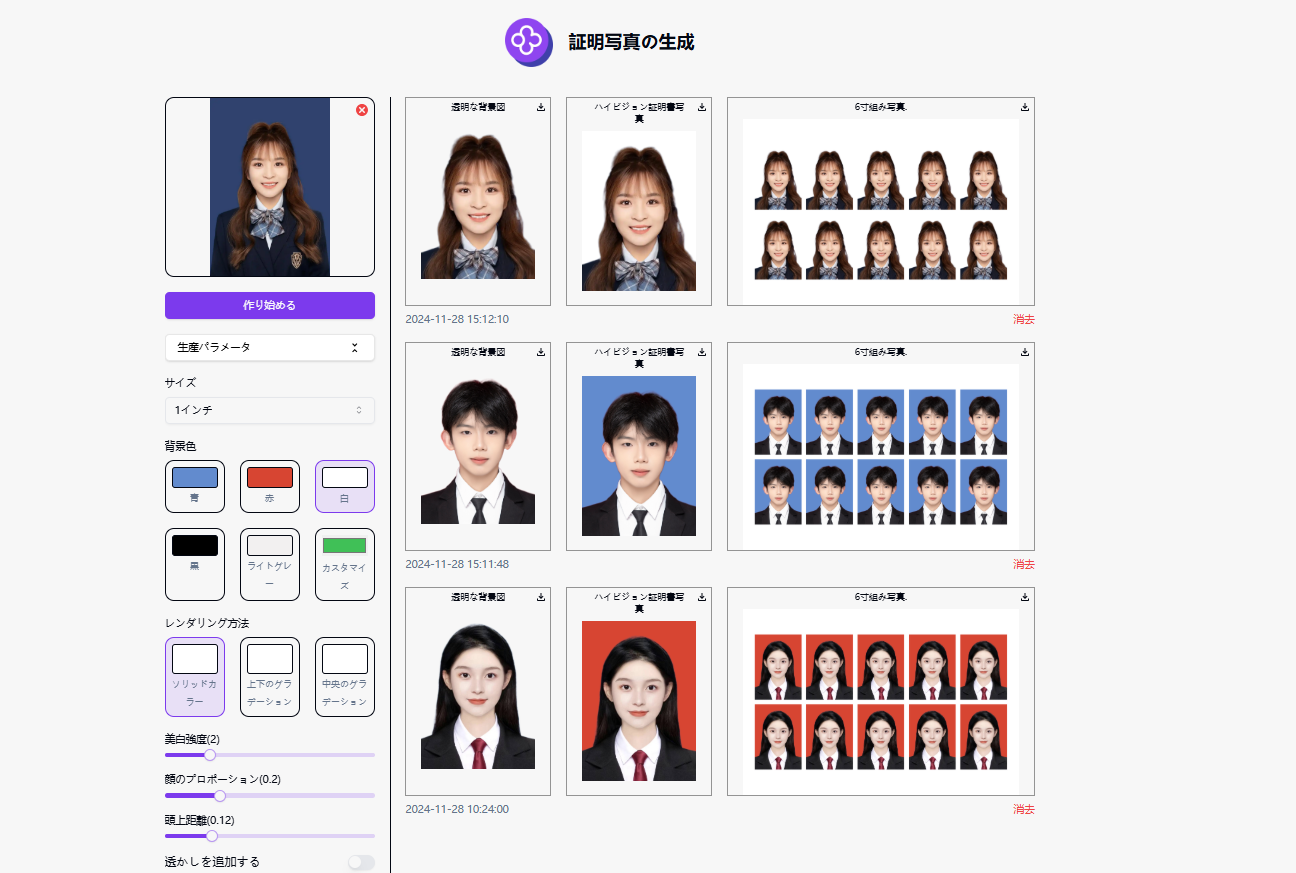 証明写真の生成
作り始める
生産パラメータ
サイズ
1インチ
背景色
青
赤
白
黒
ライトグレ
ー
カスタマイ
ズ
レンダリング方法
ソリッドカ
ラー
上下のグラ
デーション
中央のグラ
デーション
美白強度(2)
顔のプロポーション(0.2)
頭上距離(0.12)
透かしを追加する
透明な背景図
ハイビジョン証明書写
真
6寸組み写真.
2024-11-28 15:12:10
消去
透明な背景図
ハイビジョン証明書写
真
6寸組み写真.
2024-11-28 15:11:48
消去
透明な背景図
ハイビジョン証明書写
真
6寸組み写真.
2024-11-28 10:24:00
消去